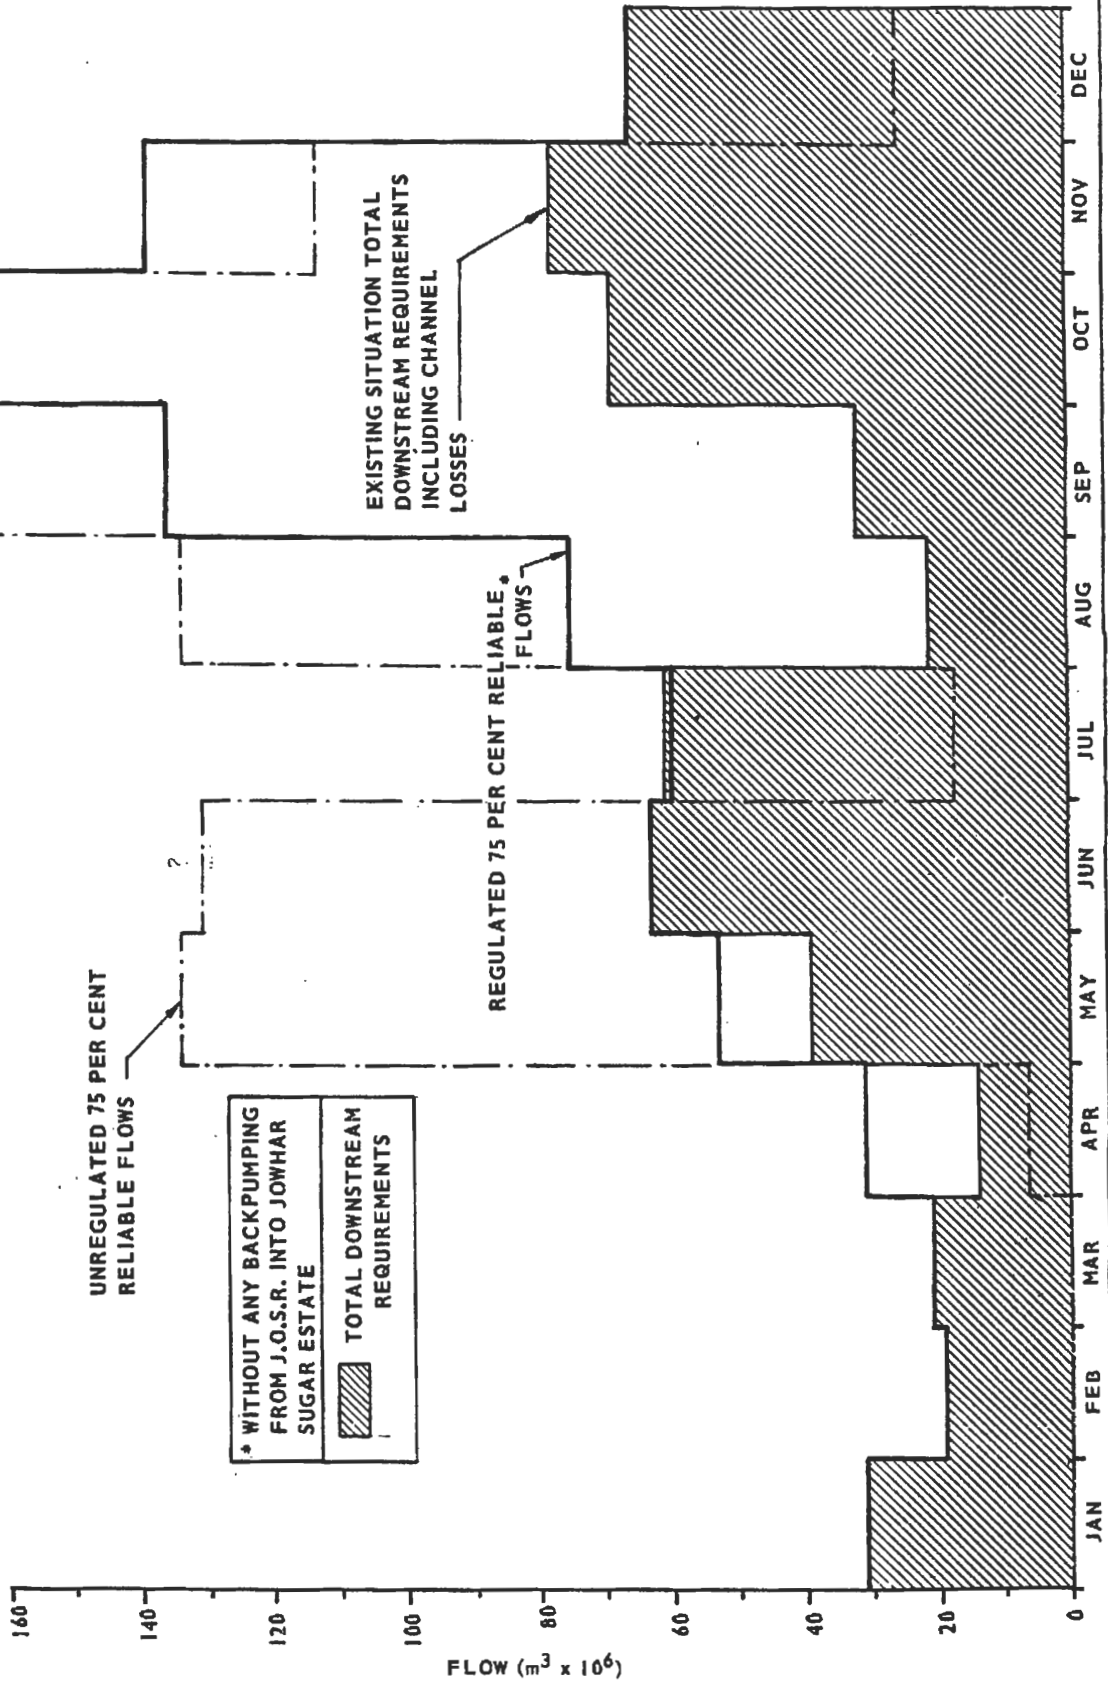 UNREGULATED 75 PER CENT
RELIABLE FLOWS
?
* WITHOUT ANY BACKPUMPING
FROM J.O.S.R. INTO JOWHAR
SUGAR ESTATE
TOTAL DOWNSTREAM
REQUIREMENTS
REGULATED 75 PER CENT RELIABLE *
FLOWS
EXISTING SITUATION TOTAL
DOWNSTREAM REQUIREMENTS
INCLUDING CHANNEL
LOSSES
FLOW (m³ x 10⁶)
160
140
120
100
80
60
40
20
0
JAN
FEB
MAR
APR
MAY
JUN
JUL
AUG
SEP
OCT
NOV
DEC